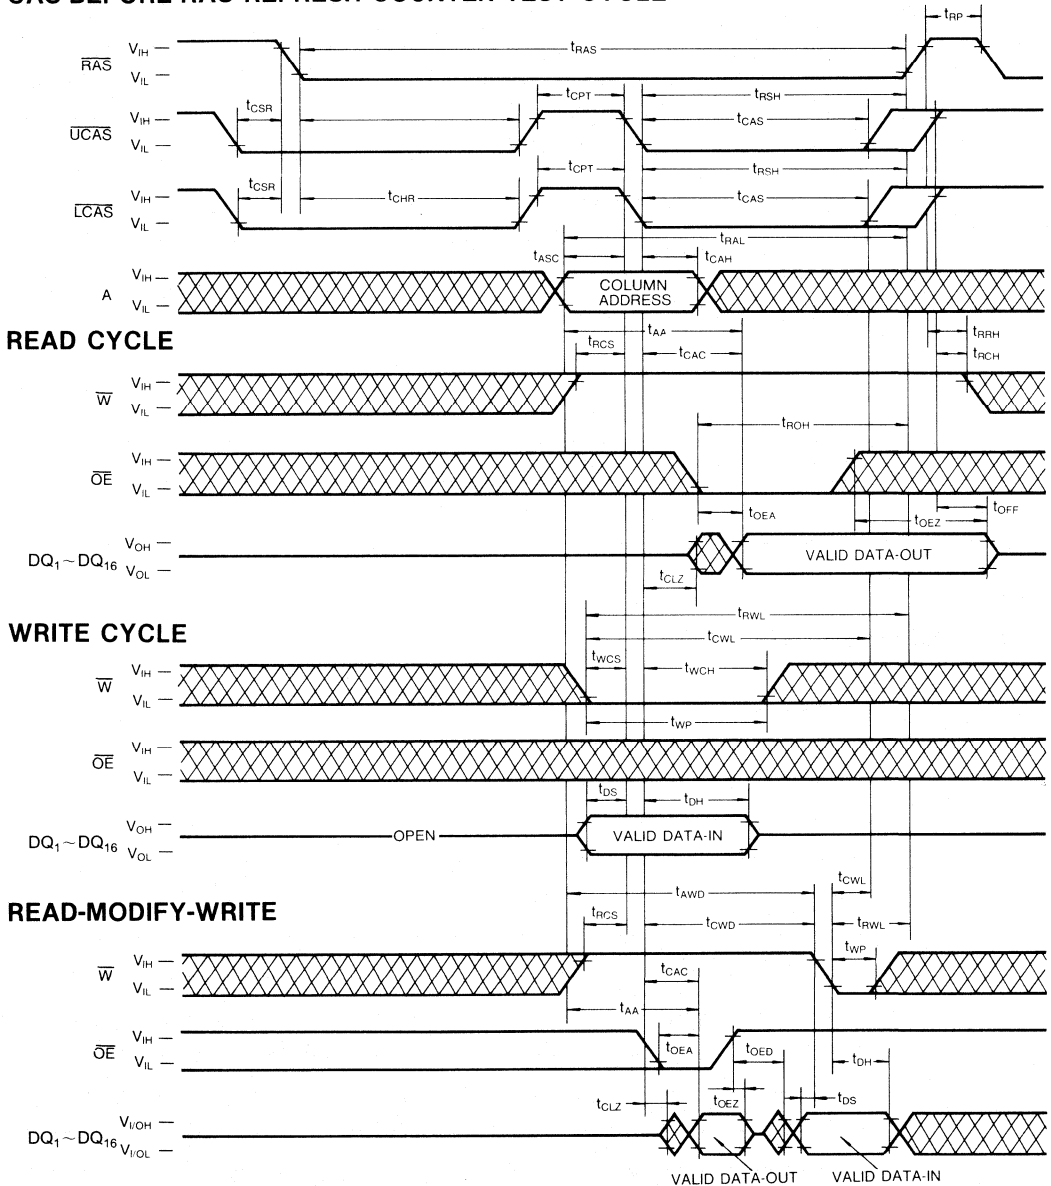 CAS-BEFORE-RAS REFRESH COUNTER TEST CYCLE
tRP
RAS VIH VIL tRAS
tCPT tRSH
UCAS VIH VIL tCSR tCAS
tCPT tRSH
LCAS VIH VIL tCSR tCHR tCAS
tRAL
tASC tCAH
A VIH VIL COLUMN ADDRESS
READ CYCLE
tAA tRRH
tRCS tCAC tRCH
W VIH VIL
tROH
OE VIH VIL
tOEA tOEZ tOFF
DQ1~DQ16 VOH VOL VALID DATA-OUT
tCLZ
tRWL
WRITE CYCLE
tCWL
tWCS tWCH
W VIH VIL
tWP
OE VIH VIL
tDS tDH
DQ1~DQ16 VOH VOL OPEN VALID DATA-IN
tAWD tCWL
READ-MODIFY-WRITE
tRCS tCWD tRWL
tWP
W VIH VIL
tCAC
tAA
OE VIH VIL
tOEA tOED tDH
tCLZ tOEZ tDS
DQ1~DQ16 VI/OH VI/OL
VALID DATA-OUT VALID DATA-IN